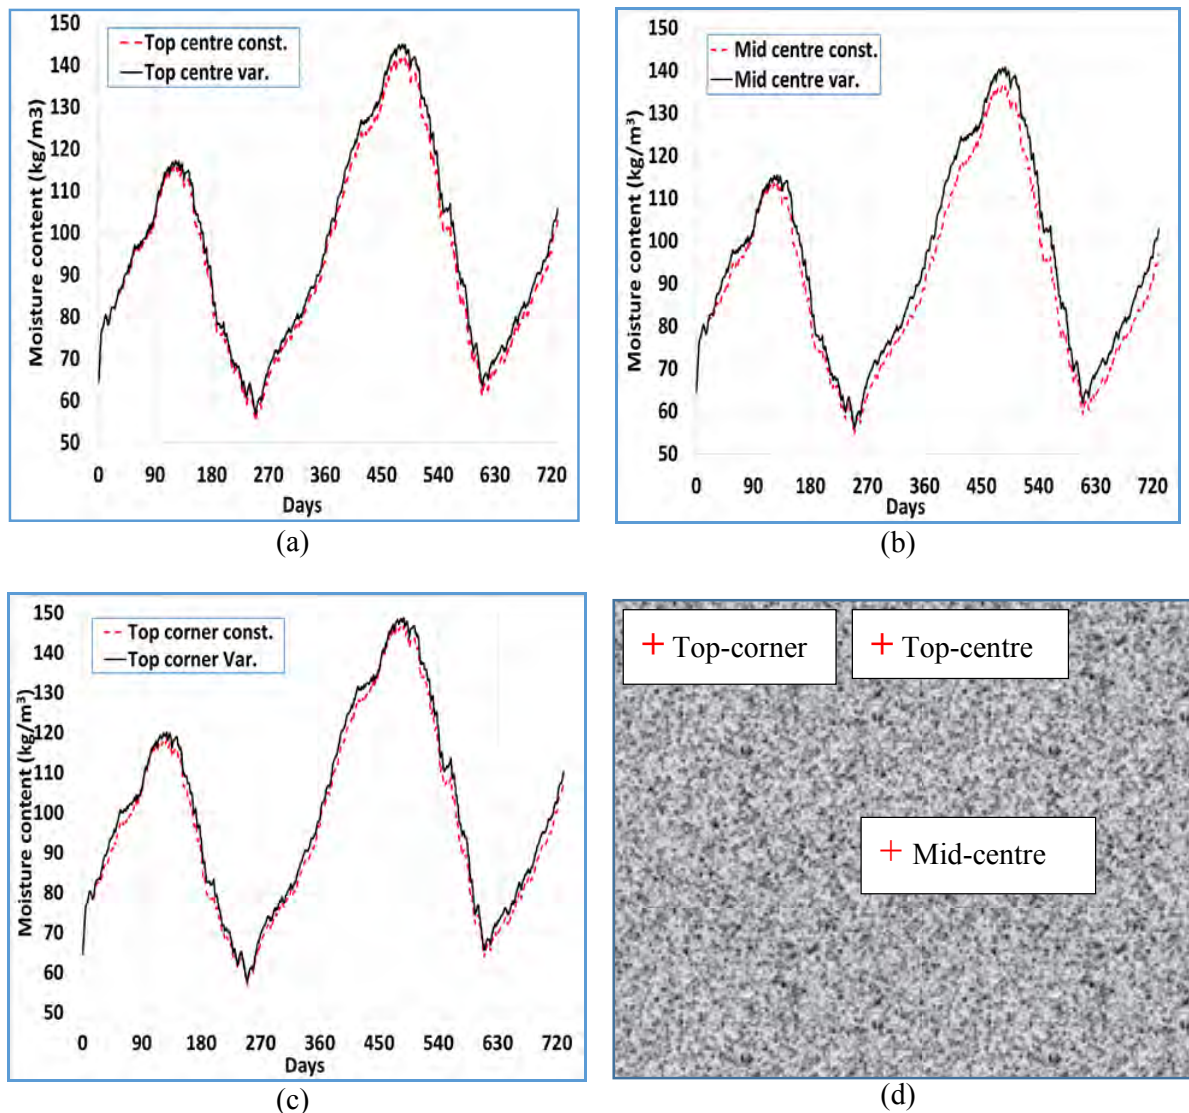 150
140
130
120
110
100
90
80
70
60
50
Moisture content (kg/m3)
Top centre const.
Top centre var.
0 90 180 270 360 450 540 630 720
Days
(a)
150
140
130
120
110
100
90
80
70
60
50
Moisture content (kg/m³)
Mid centre const.
Mid centre var.
0 90 180 270 360 450 540 630 720
Days
(b)
150
140
130
120
110
100
90
80
70
60
50
Moisture content (kg/m³)
Top corner const.
Top corner Var.
0 90 180 270 360 450 540 630 720
Days
(c)
+ Top-corner
+ Top-centre
+ Mid-centre
(d)